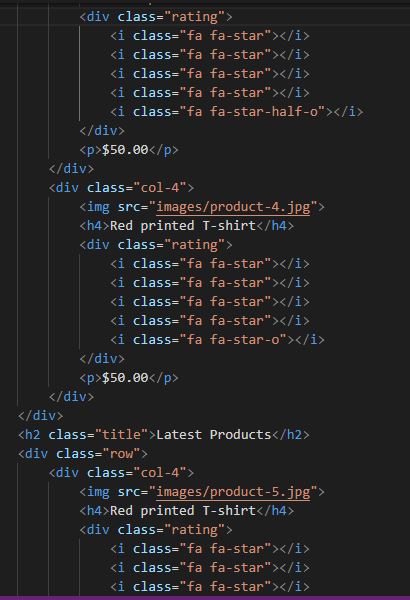 <div class="rating">
<i class="fa fa-star"></i>
<i class="fa fa-star"></i>
<i class="fa fa-star"></i>
<i class="fa fa-star"></i>
<i class="fa fa-star-half-o"></i>
</div>
<p>$50.00</p>
</div>
<div class="col-4">
<img src="images/product-4.jpg">
<h4>Red printed T-shirt</h4>
<div class="rating">
<i class="fa fa-star"></i>
<i class="fa fa-star"></i>
<i class="fa fa-star"></i>
<i class="fa fa-star"></i>
<i class="fa fa-star-o"></i>
</div>
<p>$50.00</p>
</div>
</div>
<h2 class="title">Latest Products</h2>
<div class="row">
<div class="col-4">
<img src="images/product-5.jpg">
<h4>Red printed T-shirt</h4>
<div class="rating">
<i class="fa fa-star"></i>
<i class="fa fa-star"></i>
<i class="fa fa-star"></i>